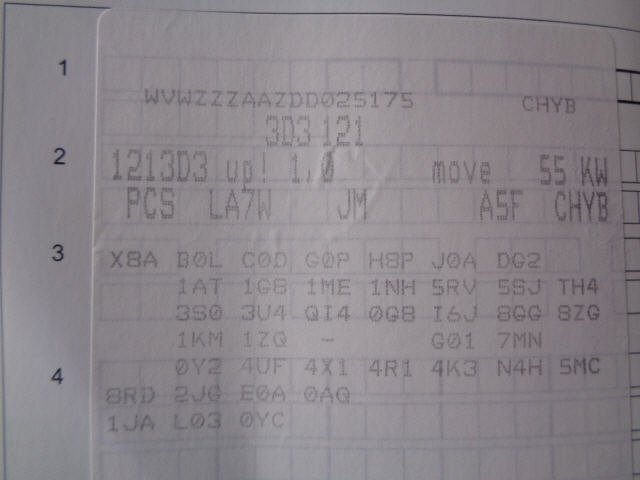 1
WVWZZZAAZDD025175 CHYB
3D3 121
2
1213D3 up! 1,0 move 55 KW
PCS LA7W JM A5F CHYB
3
X8A B0L C0D G0P H8P J0A DG2
1AT 1G8 1ME 1NH 5RV 5SJ TH4
3S0 3U4 QI4 0G8 I6J 8GG 8ZG
1KM 1ZQ - G01 7MN
0Y2 4UF 4X1 4R1 4K3 N4H 5MC
4
8RD 2JG E0A 0AQ
1JA L03 0YC